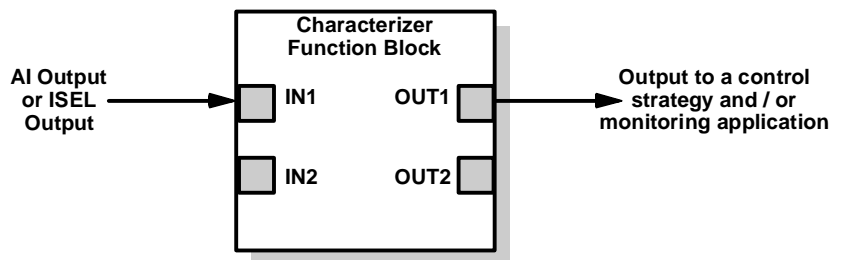 Characterizer
Function Block
AI Output
or ISEL
Output
IN1
OUT1
Output to a control
strategy and / or
monitoring application
IN2
OUT2